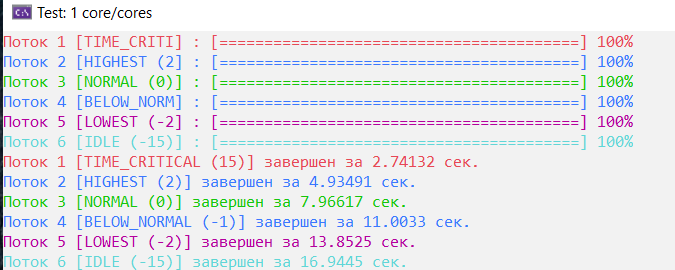 Test: 1 core/cores
Поток 1 [TIME_CRITI] : [========================================] 100%
Поток 2 [HIGHEST (2] : [========================================] 100%
Поток 3 [NORMAL (0)] : [========================================] 100%
Поток 4 [BELOW_NORM] : [========================================] 100%
Поток 5 [LOWEST (-2] : [========================================] 100%
Поток 6 [IDLE (-15)] : [========================================] 100%
Поток 1 [TIME_CRITICAL (15)] завершен за 2.74132 сек.
Поток 2 [HIGHEST (2)] завершен за 4.93491 сек.
Поток 3 [NORMAL (0)] завершен за 7.96617 сек.
Поток 4 [BELOW_NORMAL (-1)] завершен за 11.0033 сек.
Поток 5 [LOWEST (-2)] завершен за 13.8525 сек.
Поток 6 [IDLE (-15)] завершен за 16.9445 сек.